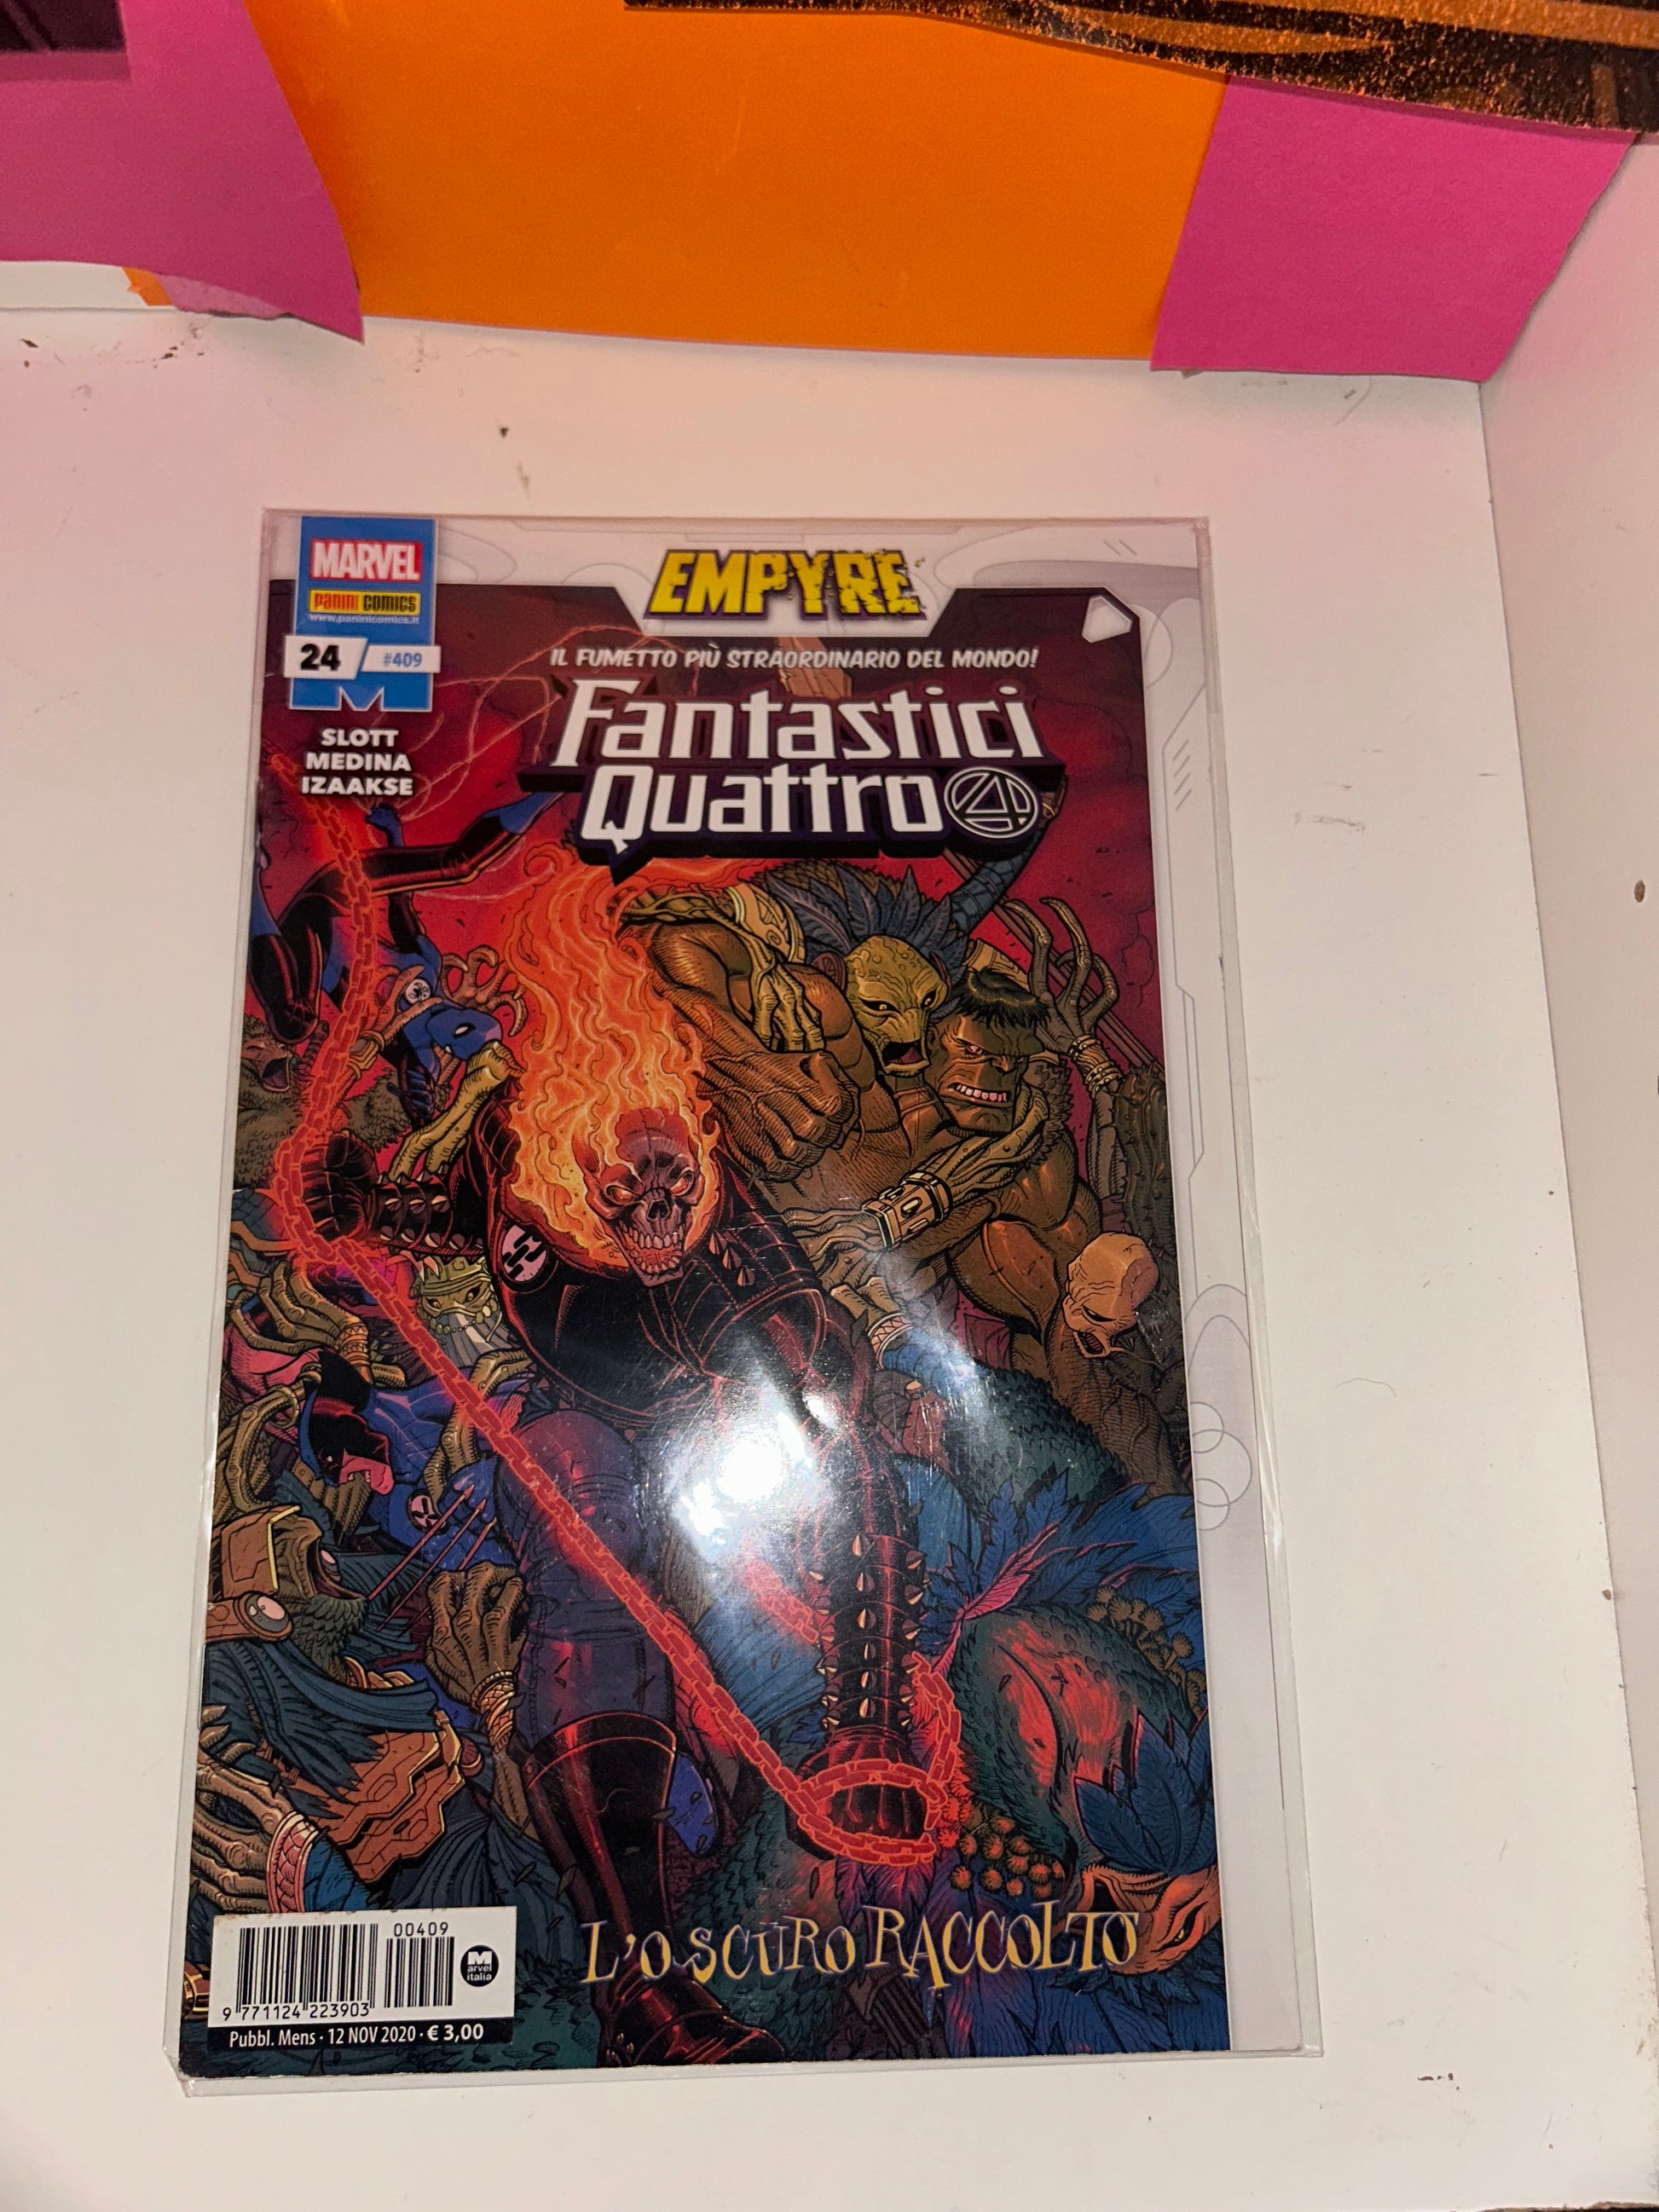 MARVEL
PANINI COMICS
www.paninicomics.it
24
#409
SLOTT
MEDINA
IZAAKSE
EMPYRE
IL FUMETTO PIÙ STRAORDINARIO DEL MONDO!
Fantastici
Quattro
4
L'OSCURO RACCOLTO
00409
Marvel
italia
9 771124 223903
Pubbl. Mens · 12 NOV 2020 · € 3,00